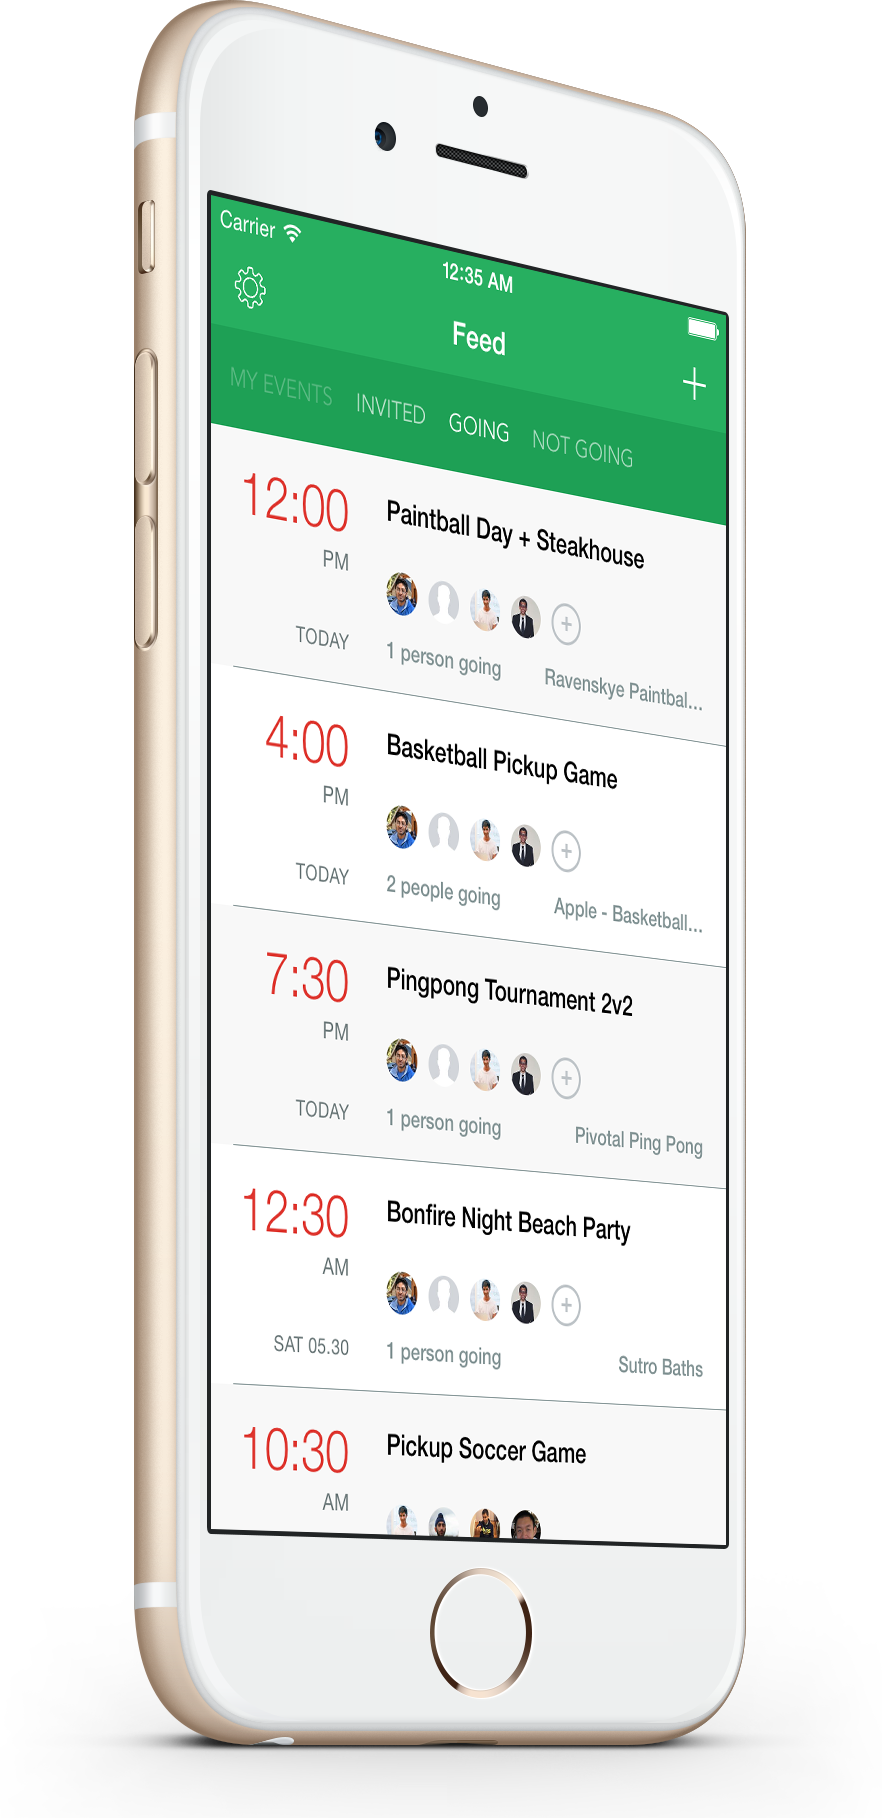 Carrier
12:35 AM
Feed
MY EVENTS INVITED GOING NOT GOING
12:00
PM
TODAY
Paintball Day + Steakhouse
1 person going
Ravenskye Paintbal...
4:00
PM
TODAY
Basketball Pickup Game
2 people going
Apple - Basketball...
7:30
PM
TODAY
Pingpong Tournament 2v2
1 person going
Pivotal Ping Pong
12:30
AM
SAT 05.30
Bonfire Night Beach Party
1 person going
Sutro Baths
10:30
AM
Pickup Soccer Game